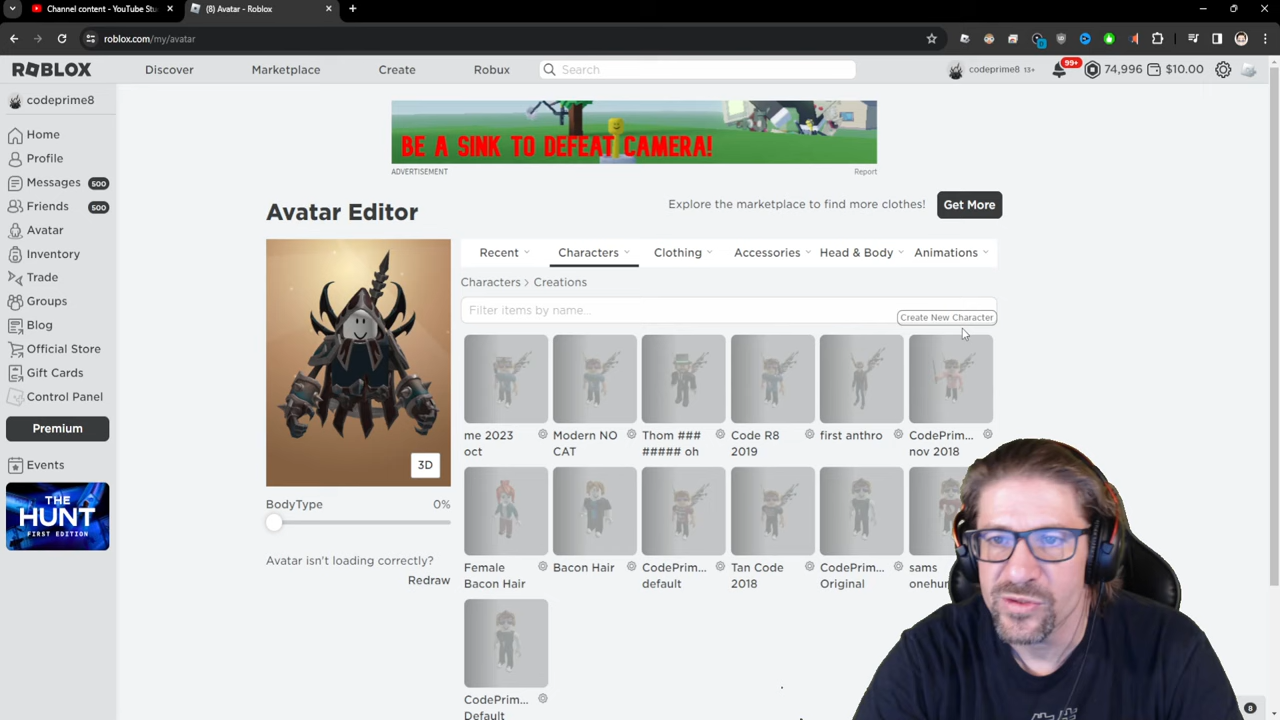 Channel content - YouTube Stu
(8) Avatar - Roblox
roblox.com/my/avatar
ROBLOX
Discover
Marketplace
Create
Robux
Search
codeprime8 13+
99+
74,996
$10.00
codeprime8
Home
Profile
Messages 500
Friends 500
Avatar
Inventory
Trade
Groups
Blog
Official Store
Gift Cards
Control Panel
Premium
Events
THE
HUNT
FIRST EDITION
BE A SINK TO DEFEAT CAMERA!
ADVERTISEMENT
Report
Avatar Editor
Explore the marketplace to find more clothes!
Get More
3D
BodyType 0%
Avatar isn't loading correctly?
Redraw
Recent
Characters
Clothing
Accessories
Head & Body
Animations
Characters > Creations
Filter items by name...
Create New Character
me 2023
oct
Modern NO
CAT
Thom ###
##### oh
Code R8
2019
first anthro
CodePrim...
nov 2018
Female
Bacon Hair
Bacon Hair
CodePrim...
default
Tan Code
2018
CodePrim...
Original
sams
CodePrim...
Default
8